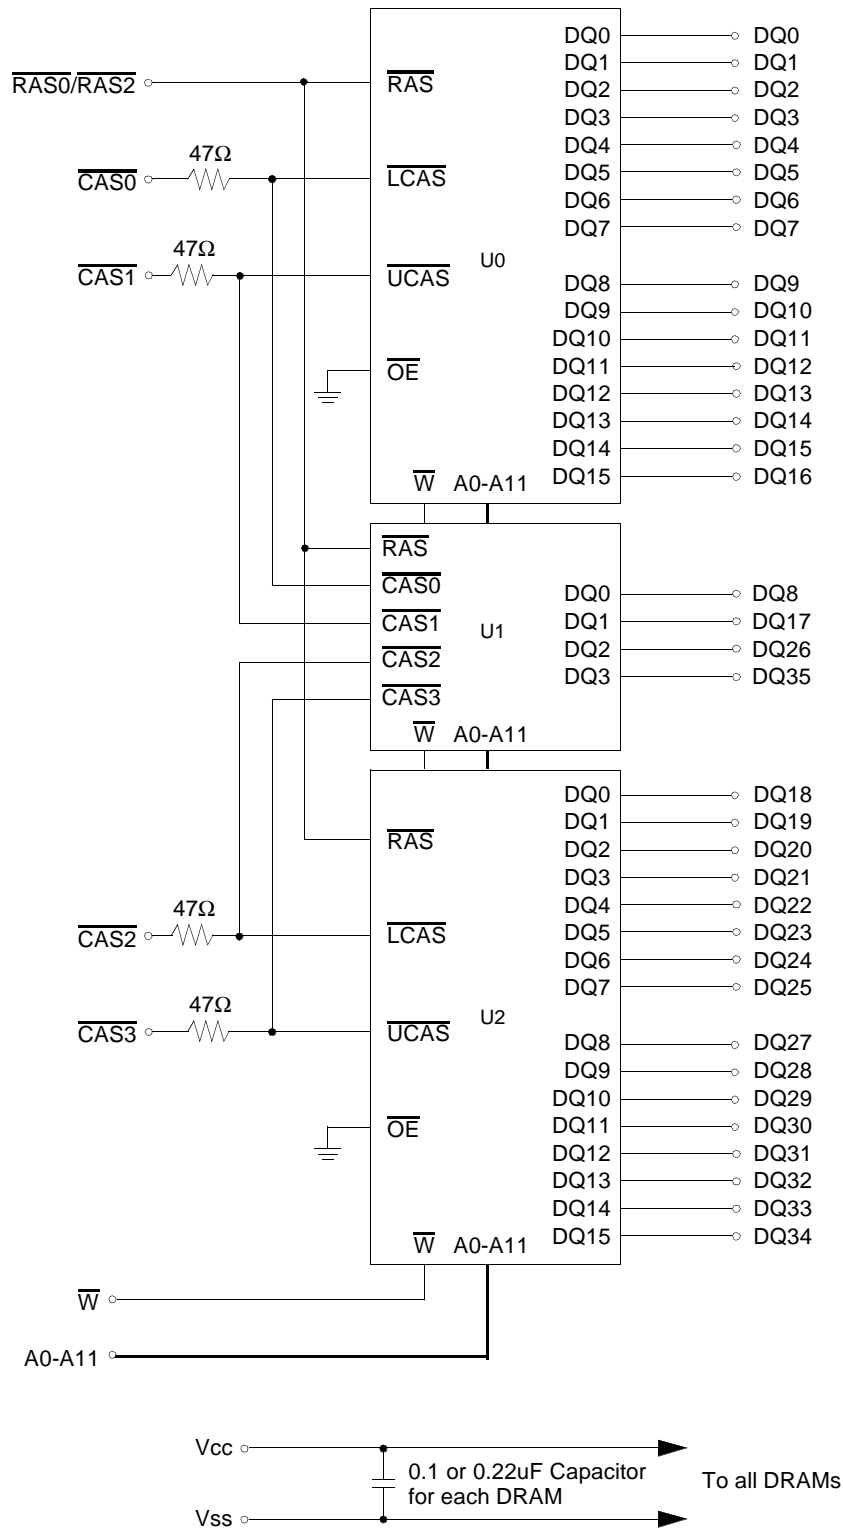 DQ0 DQ0
DQ1 DQ1
RAS0/RAS2 RAS DQ2 DQ2
DQ3 DQ3
47Ω DQ4 DQ4
CAS0 LCAS DQ5 DQ5
DQ6 DQ6
DQ7 DQ7
47Ω U0
CAS1 UCAS DQ8 DQ9
DQ9 DQ10
DQ10 DQ11
OE DQ11 DQ12
DQ12 DQ13
DQ13 DQ14
DQ14 DQ15
W A0-A11 DQ15 DQ16
RAS
CAS0 DQ0 DQ8
CAS1 U1 DQ1 DQ17
CAS2 DQ2 DQ26
CAS3 DQ3 DQ35
W A0-A11
DQ0 DQ18
DQ1 DQ19
RAS DQ2 DQ20
DQ3 DQ21
47Ω DQ4 DQ22
CAS2 LCAS DQ5 DQ23
DQ6 DQ24
DQ7 DQ25
47Ω U2
CAS3 UCAS DQ8 DQ27
DQ9 DQ28
DQ10 DQ29
OE DQ11 DQ30
DQ12 DQ31
DQ13 DQ32
DQ14 DQ33
W A0-A11 DQ15 DQ34
W
A0-A11
Vcc
0.1 or 0.22uF Capacitor
for each DRAM
To all DRAMs
Vss